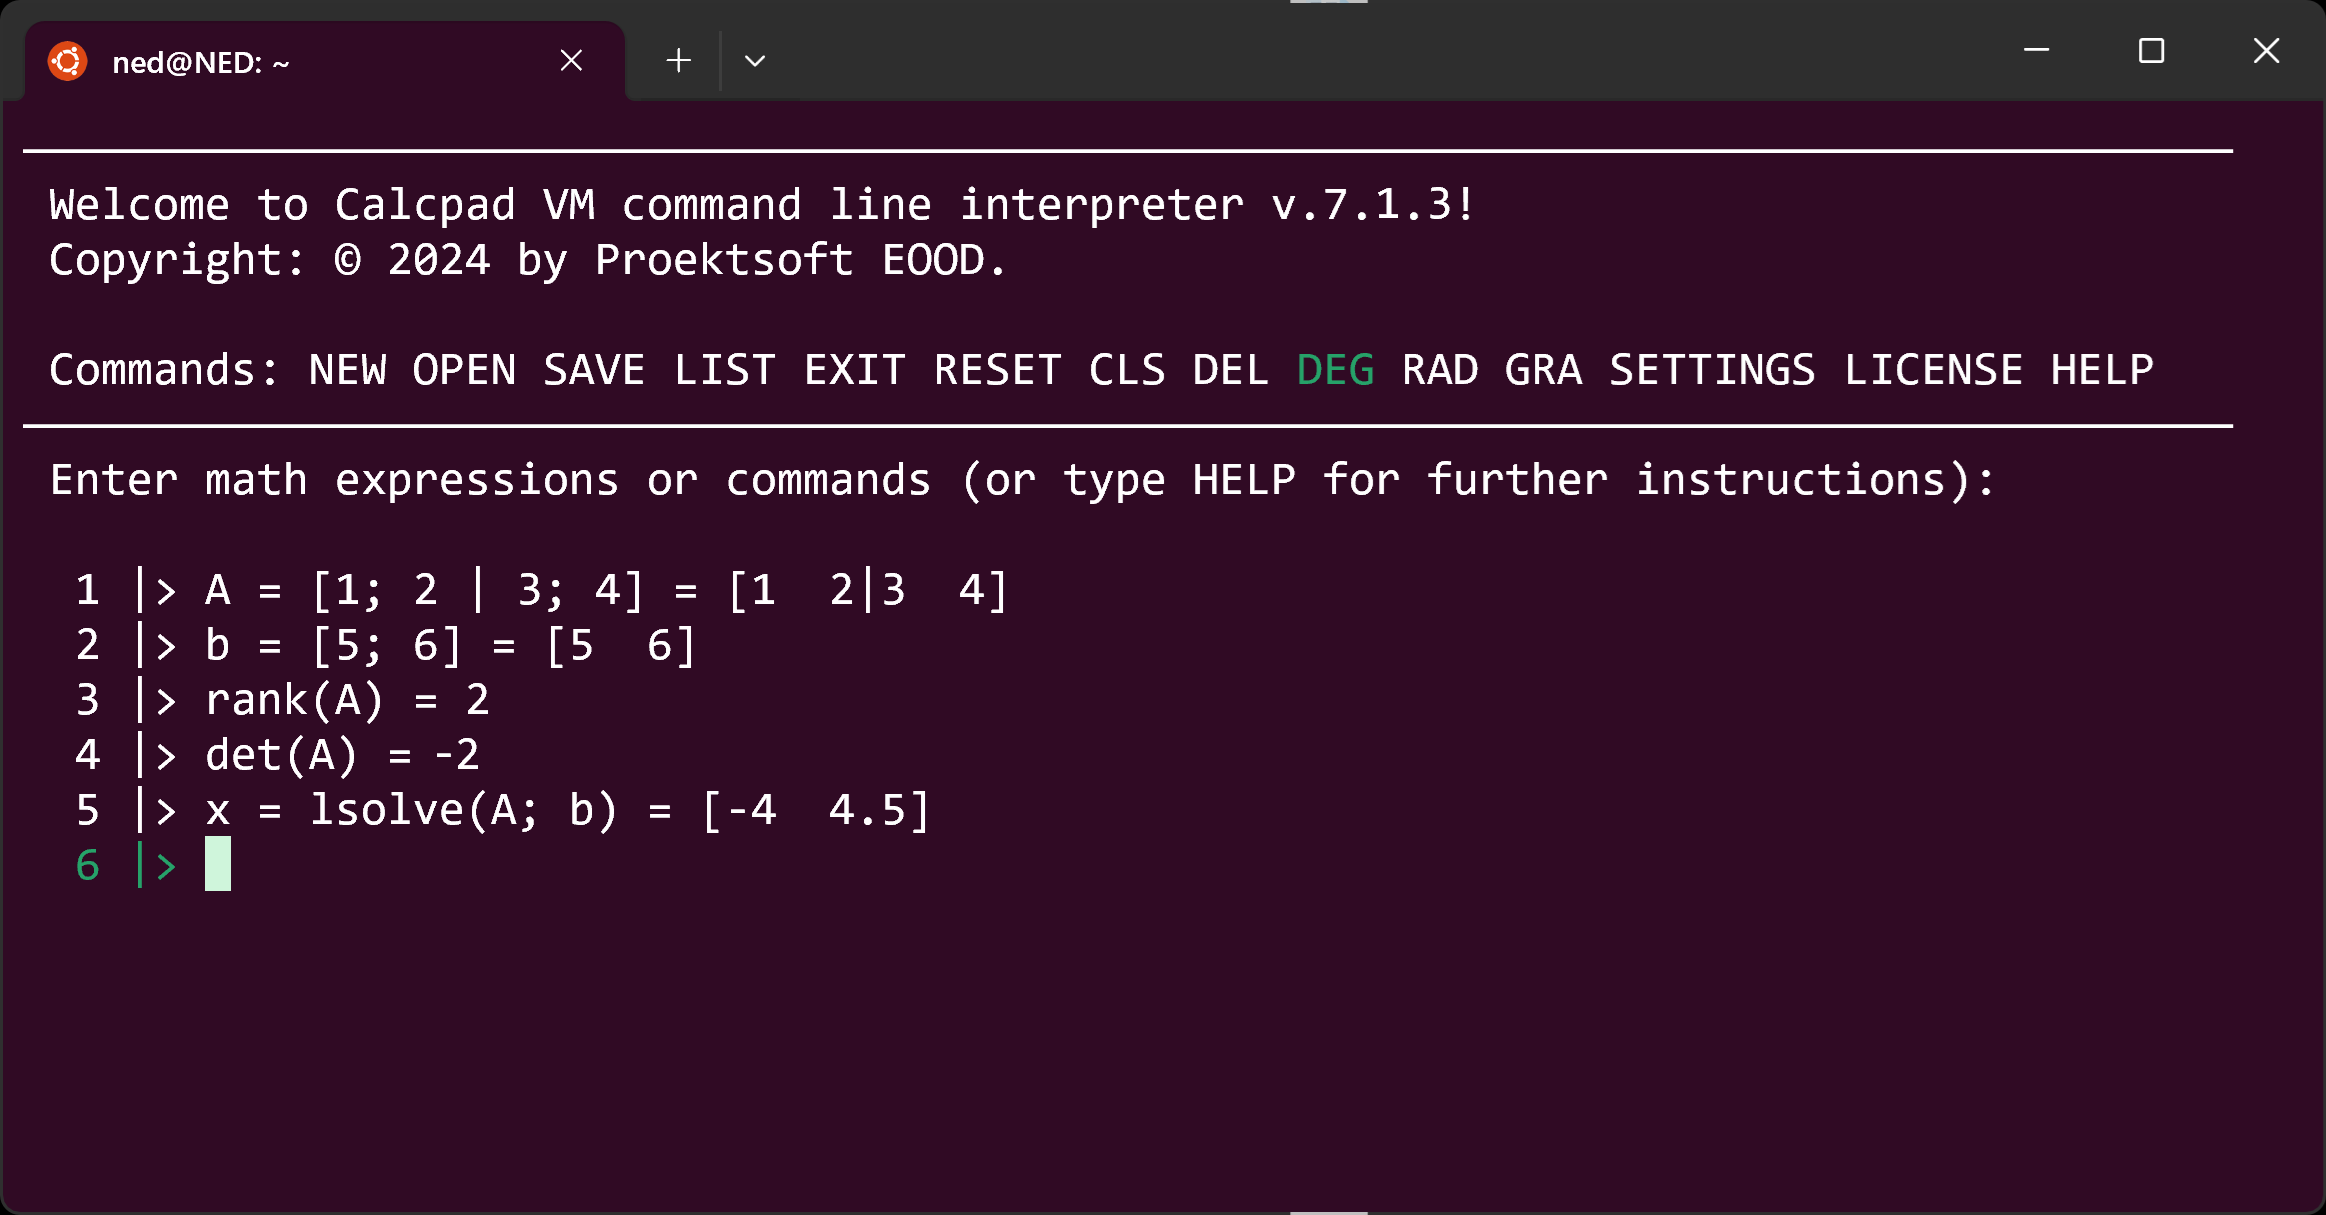 ned@NED: ~
Welcome to Calcpad VM command line interpreter v.7.1.3!
Copyright: © 2024 by Proektsoft EOOD.
Commands: NEW OPEN SAVE LIST EXIT RESET CLS DEL DEG RAD GRA SETTINGS LICENSE HELP
Enter math expressions or commands (or type HELP for further instructions):
1 |> A = [1; 2 | 3; 4] = [1  2|3  4]
2 |> b = [5; 6] = [5  6]
3 |> rank(A) = 2
4 |> det(A) = -2
5 |> x = lsolve(A; b) = [-4  4.5]
6 |>